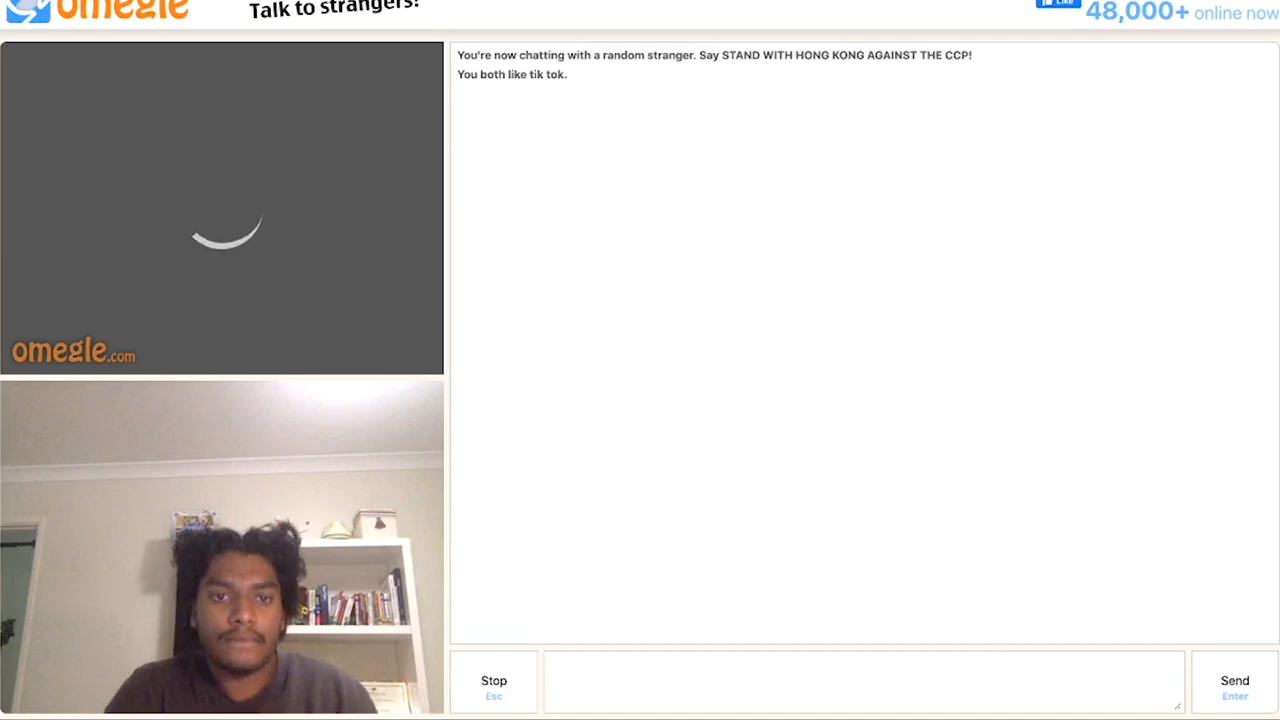 omegle
Talk to strangers!
Like
48,000+ online now
You're now chatting with a random stranger. Say STAND WITH HONG KONG AGAINST THE CCP!
You both like tik tok.
omegle.com
Stop
Esc
Send
Enter